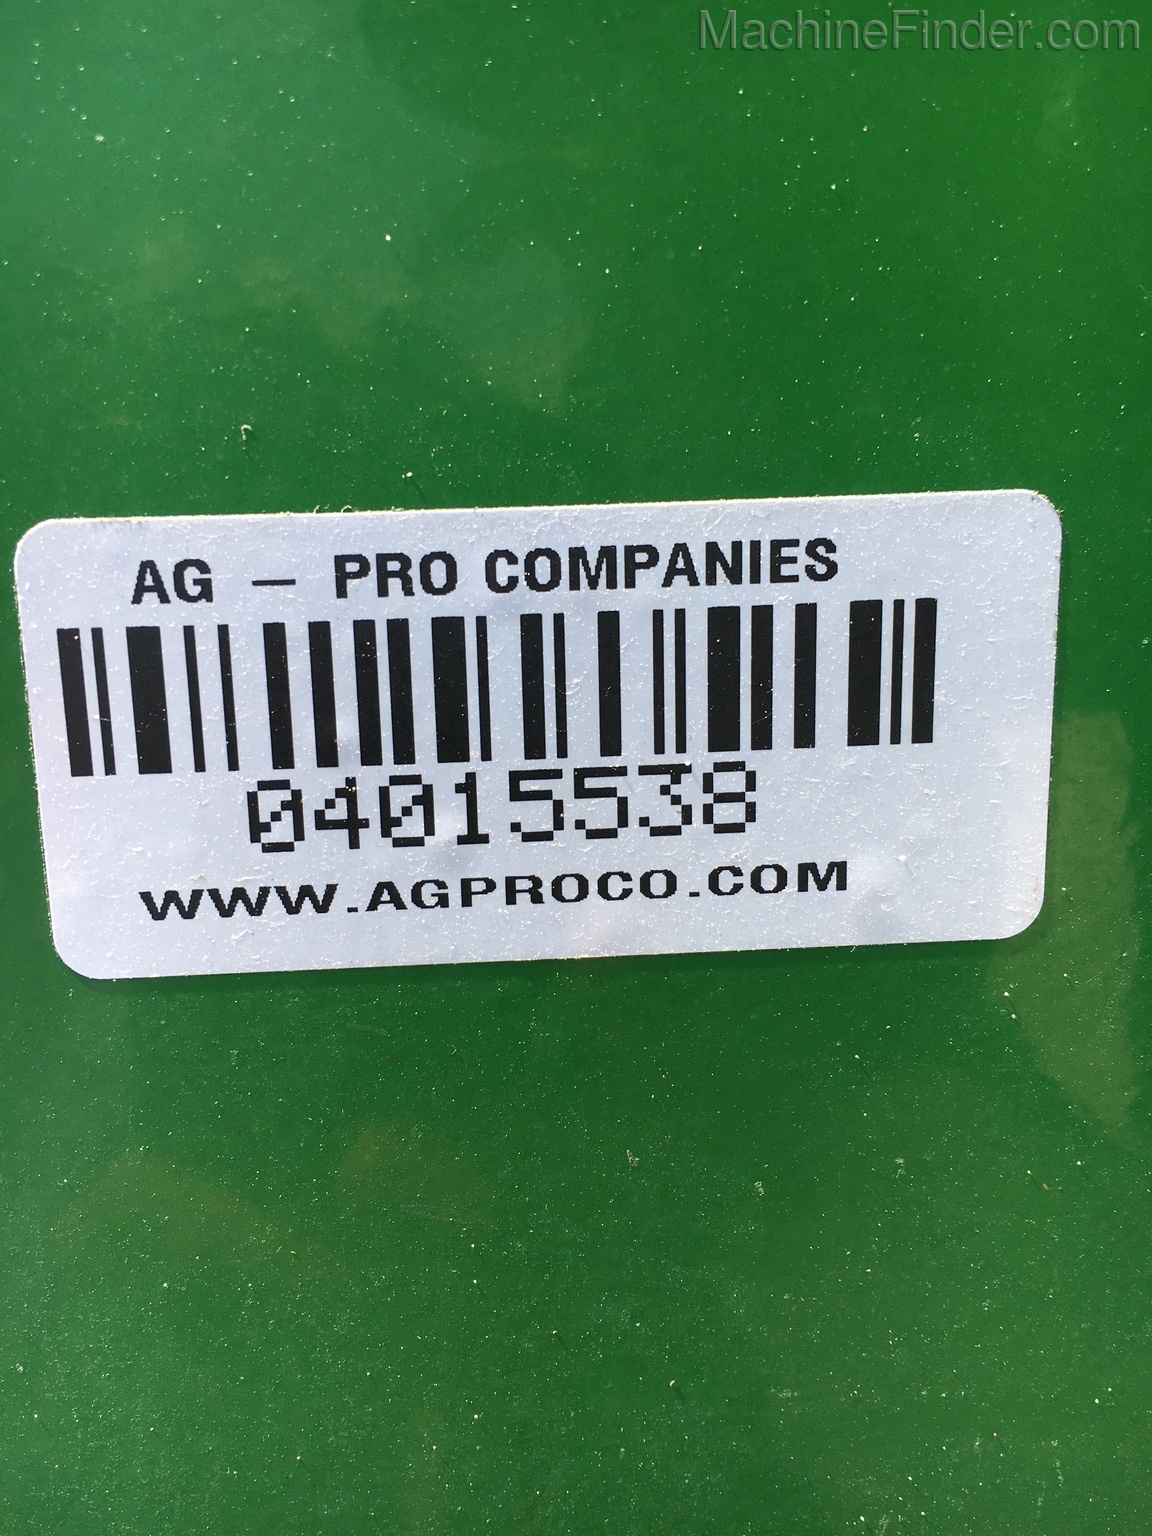 MachineFinder.com
AG – PRO COMPANIES
04015538
WWW.AGPROCO.COM